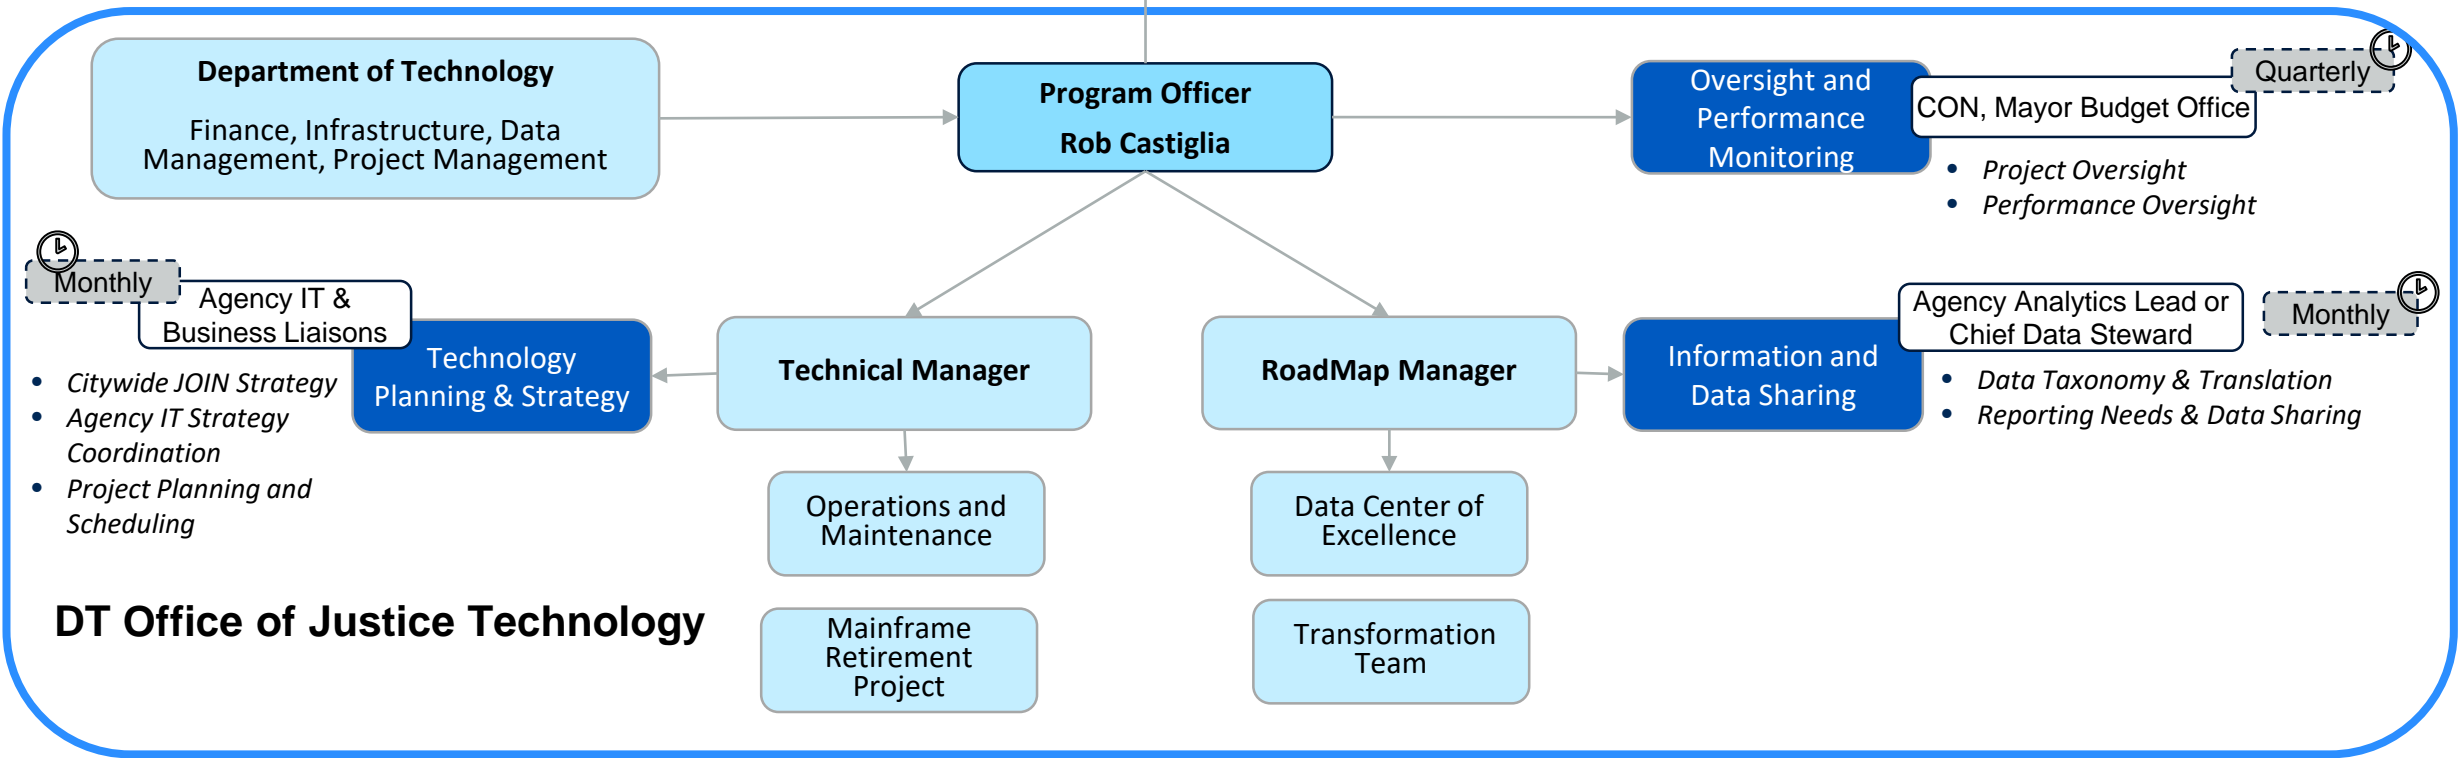 Department of Technology
Finance, Infrastructure, Data
Management, Project Management
Program Officer
Rob Castiglia
Oversight and
Performance
Monitoring
CON, Mayor Budget Office
Quarterly
• Project Oversight
• Performance Oversight
Monthly
Agency IT &
Business Liaisons
Technology
Planning & Strategy
• Citywide JOIN Strategy
• Agency IT Strategy
Coordination
• Project Planning and
Scheduling
Technical Manager
RoadMap Manager
Information and
Data Sharing
Agency Analytics Lead or
Chief Data Steward
Monthly
• Data Taxonomy & Translation
• Reporting Needs & Data Sharing
Operations and
Maintenance
Data Center of
Excellence
Mainframe
Retirement
Project
Transformation
Team
DT Office of Justice Technology